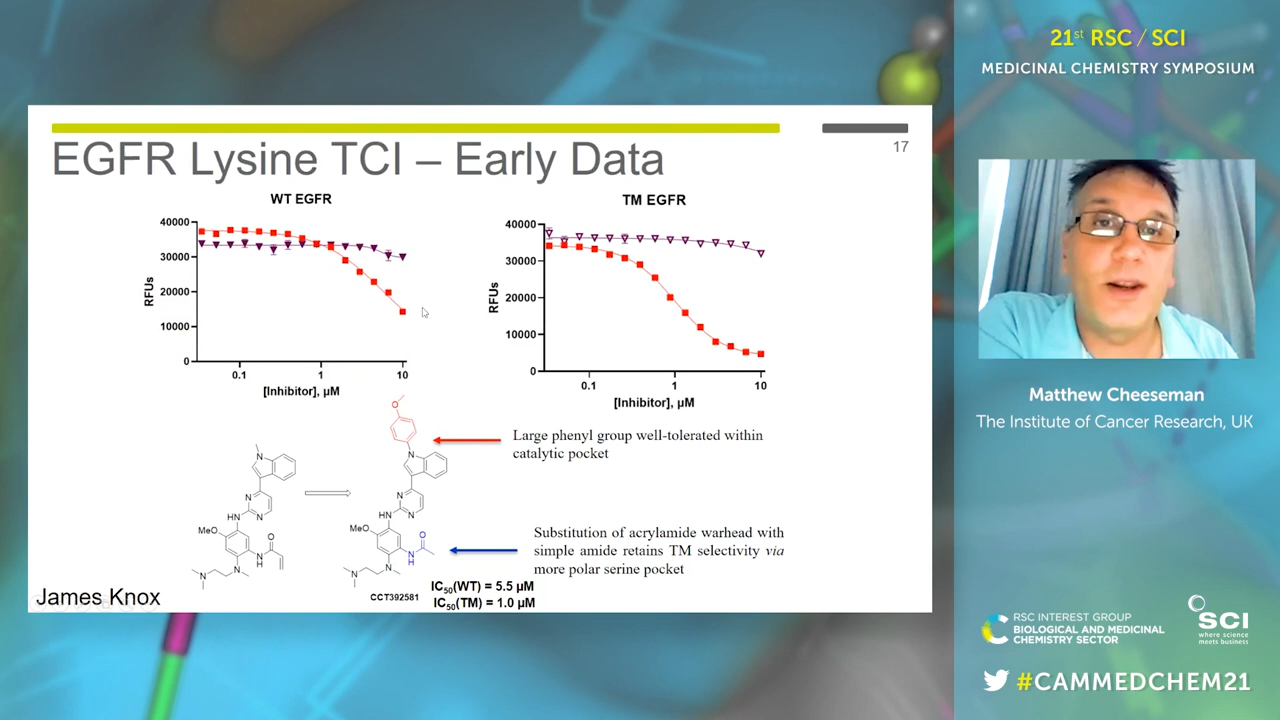 21st RSC / SCI
MEDICINAL CHEMISTRY SYMPOSIUM
17
EGFR Lysine TCI – Early Data
WT EGFR
40000
30000
20000
10000
0
RFUs
0.1 1 10
[Inhibitor], µM
TM EGFR
40000
30000
20000
10000
0
RFUs
0.1 1 10
[Inhibitor], µM
Large phenyl group well-tolerated within
catalytic pocket
Substitution of acrylamide warhead with
simple amide retains TM selectivity via
more polar serine pocket
N
N
N
HN
MeO
O
NH
N
N
O
N
N
N
HN
MeO
O
NH
N
N
CCT392581
IC50(WT) = 5.5 µM
IC50(TM) = 1.0 µM
James Knox
Matthew Cheeseman
The Institute of Cancer Research, UK
RSC INTEREST GROUP
BIOLOGICAL AND MEDICINAL
CHEMISTRY SECTOR
SCI
where science
meets business
#CAMMEDCHEM21